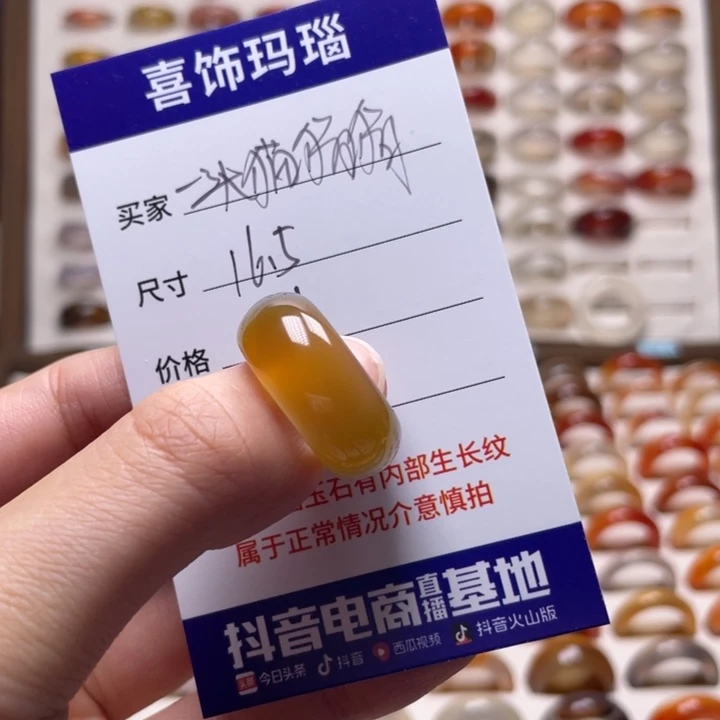 喜饰玛瑙
买家
尺寸 16.5
价格
玉石有内部生长纹
属于正常情况介意慎拍
抖音电商直播基地
头条 今日头条 抖音 西瓜视频 抖音火山版